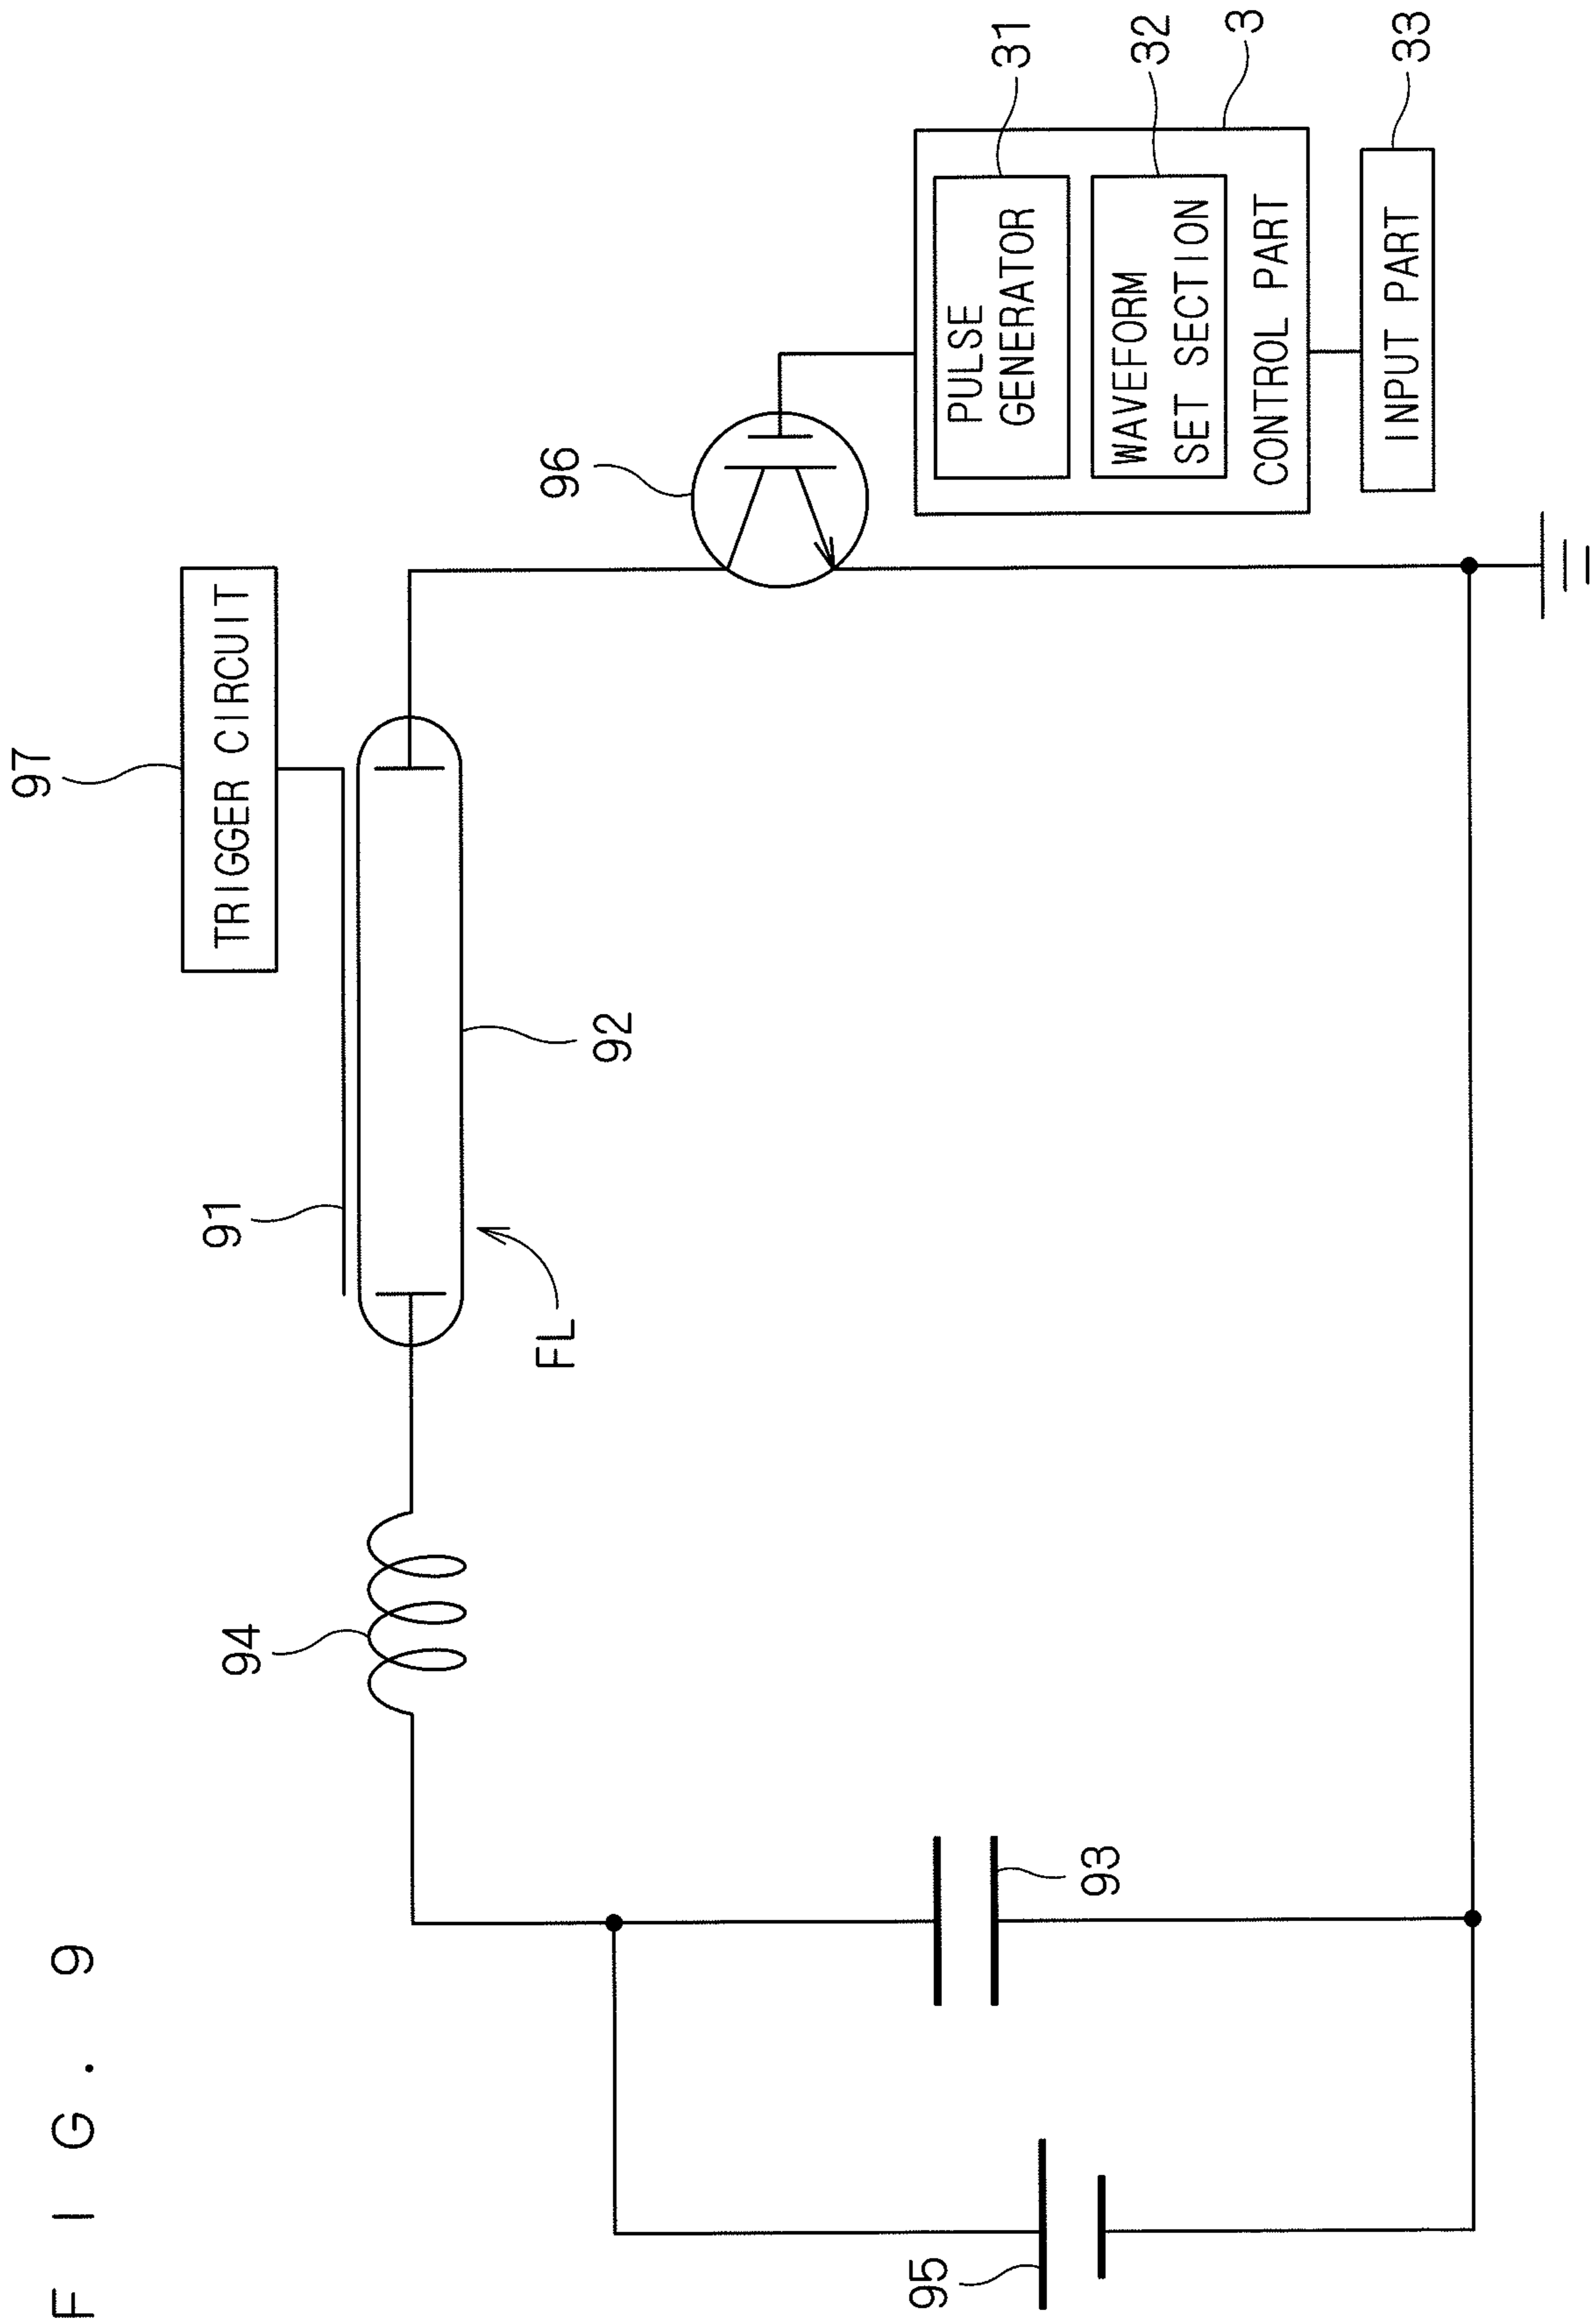 F I G . 9
97
TRIGGER CIRCUIT
91
94
92
FL
96
31
PULSE
GENERATOR
32
WAVEFORM
SET SECTION
3
CONTROL PART
33
INPUT PART
93
95